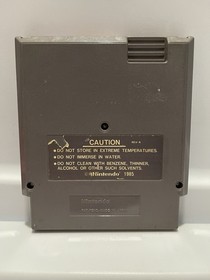 CAUTION
• DO NOT STORE IN EXTREME TEMPERATURES.
• DO NOT IMMERSE IN WATER.
• DO NOT CLEAN WITH BENZENE, THINNER,
ALCOHOL OR OTHER SUCH SOLVENTS.
©Nintendo 1985
Nintendo